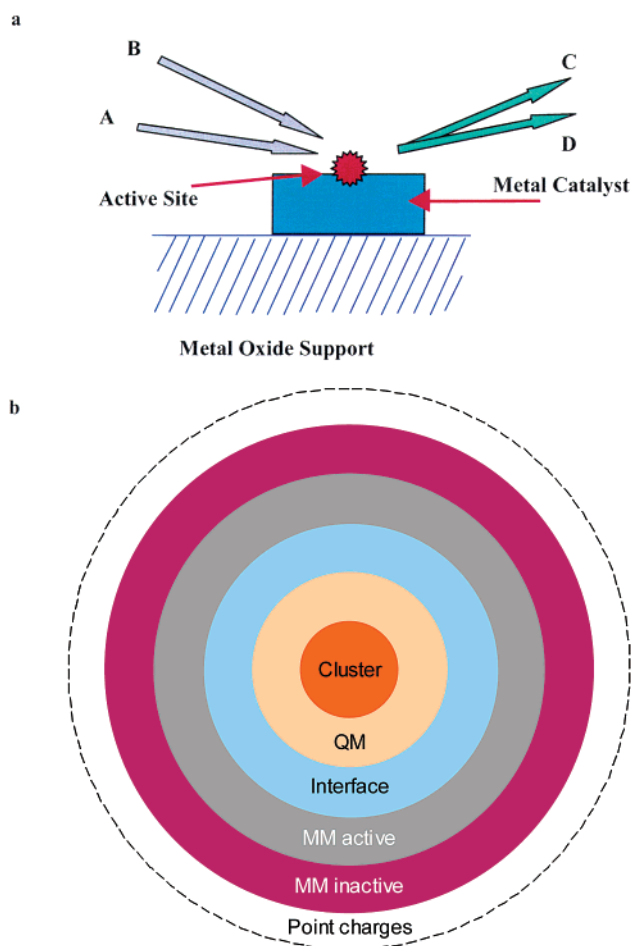 a
B
C
A
D
Active Site
Metal Catalyst
Metal Oxide Support
b
Cluster
QM
Interface
MM active
MM inactive
Point charges